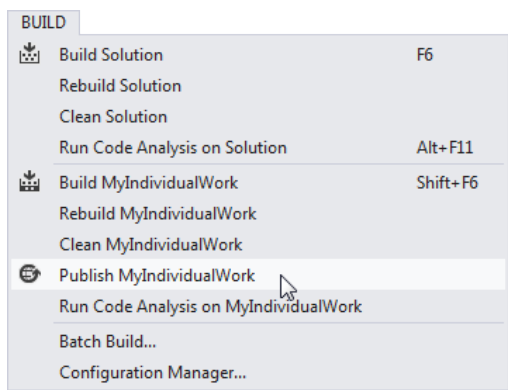 BUILD
Build Solution F6
Rebuild Solution
Clean Solution
Run Code Analysis on Solution Alt+F11
Build MyIndividualWork Shift+F6
Rebuild MyIndividualWork
Clean MyIndividualWork
Publish MyIndividualWork
Run Code Analysis on MyIndividualWork
Batch Build...
Configuration Manager...